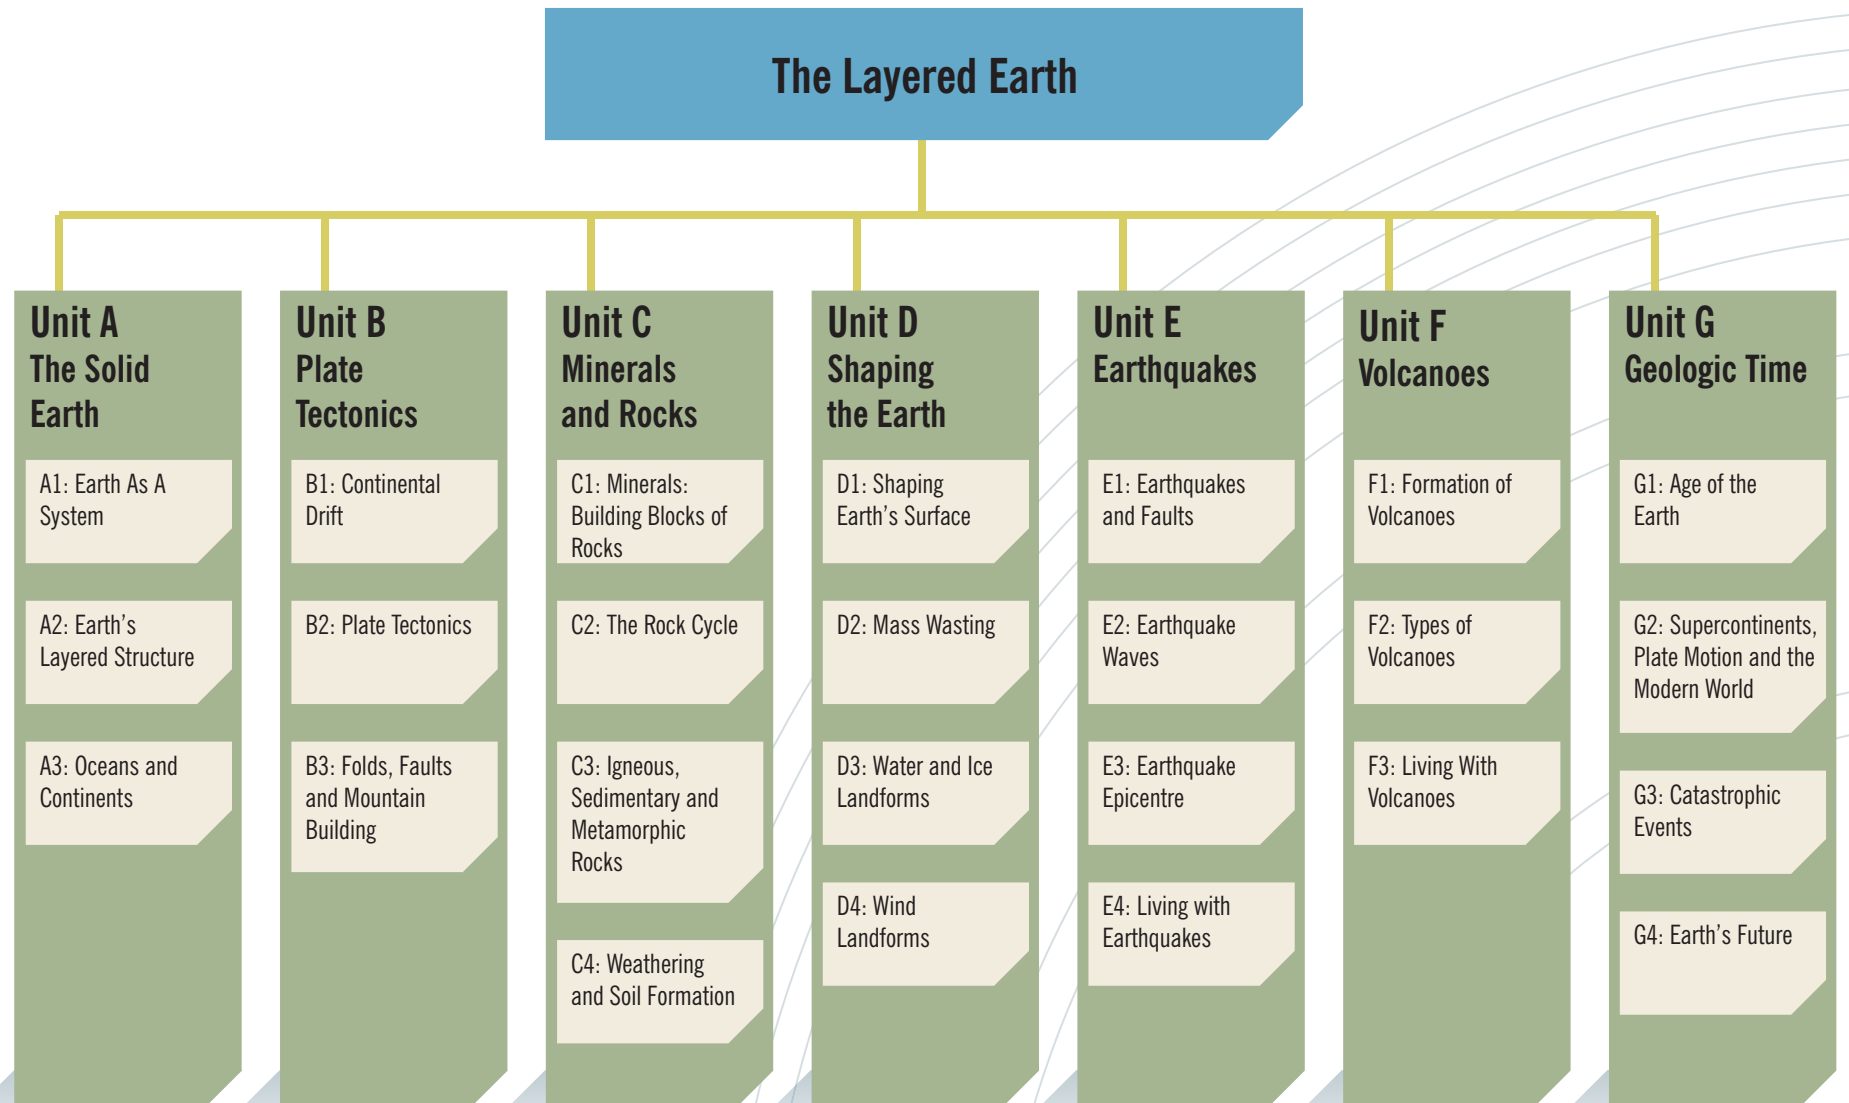 The Layered Earth
Unit A
The Solid
Earth
A1: Earth As A
System
A2: Earth's
Layered Structure
A3: Oceans and
Continents
Unit B
Plate
Tectonics
B1: Continental
Drift
B2: Plate Tectonics
B3: Folds, Faults
and Mountain
Building
Unit C
Minerals
and Rocks
C1: Minerals:
Building Blocks of
Rocks
C2: The Rock Cycle
C3: Igneous,
Sedimentary and
Metamorphic
Rocks
C4: Weathering
and Soil Formation
Unit D
Shaping
the Earth
D1: Shaping
Earth's Surface
D2: Mass Wasting
D3: Water and Ice
Landforms
D4: Wind
Landforms
Unit E
Earthquakes
E1: Earthquakes
and Faults
E2: Earthquake
Waves
E3: Earthquake
Epicentre
E4: Living with
Earthquakes
Unit F
Volcanoes
F1: Formation of
Volcanoes
F2: Types of
Volcanoes
F3: Living With
Volcanoes
Unit G
Geologic Time
G1: Age of the
Earth
G2: Supercontinents,
Plate Motion and the
Modern World
G3: Catastrophic
Events
G4: Earth's Future